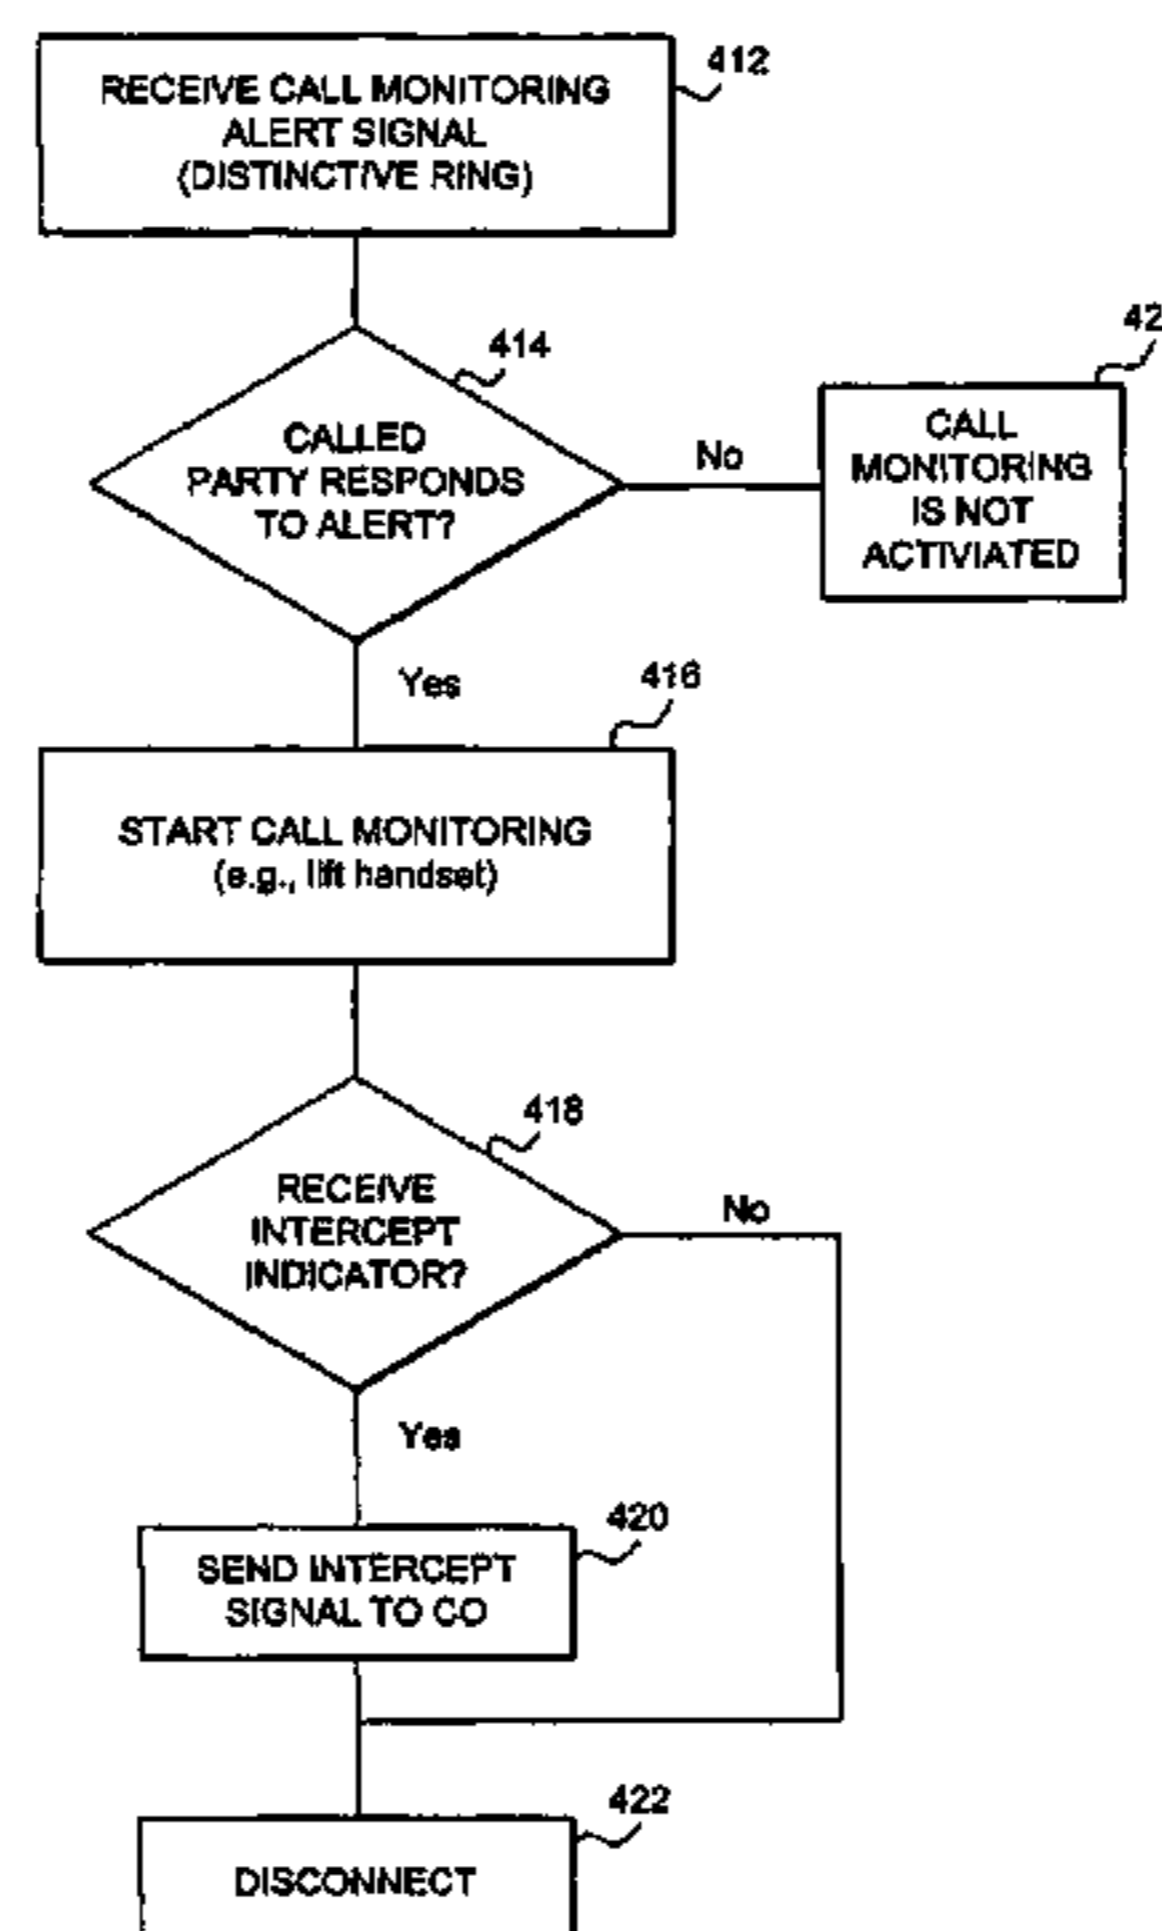 412
RECEIVE CALL MONITORING
ALERT SIGNAL
(DISTINCTIVE RING)
414
CALLED
PARTY RESPONDS
TO ALERT?
No
42
CALL
MONITORING
IS NOT
ACTIVIATED
Yes
416
START CALL MONITORING
(e.g., lift handset)
418
RECEIVE
INTERCEPT
INDICATOR?
No
Yes
420
SEND INTERCEPT
SIGNAL TO CO
422
DISCONNECT